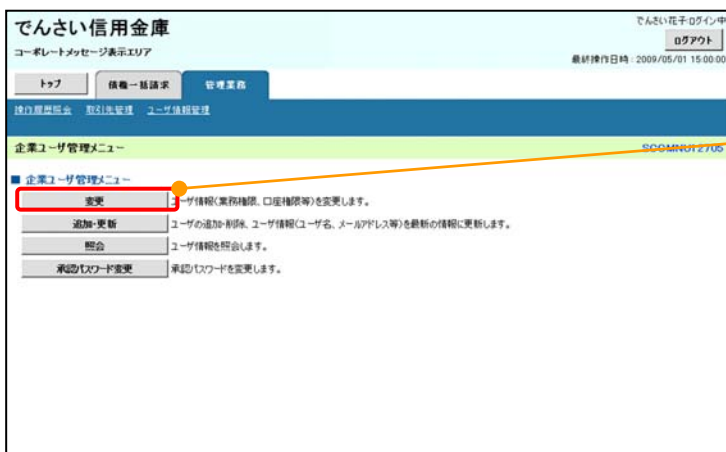 でんさい信用金庫
コーポレートメッセージ表示エリア
でんさい花子:ログイン中
ログアウト
最終操作日時:2009/05/01 15:00:00
トップ
債権一括請求
管理業務
操作履歴照会 取引先管理 ユーザ情報管理
企業ユーザ管理メニュー
SCCMNU12705
■ 企業ユーザ管理メニュー
変更
ユーザ情報(業務権限、口座権限等)を変更します。
追加・更新
ユーザの追加・削除、ユーザ情報(ユーザ名、メールアドレス等)を最新の情報に更新します。
照会
ユーザ情報を照会します。
承認パスワード変更
承認パスワードを変更します。